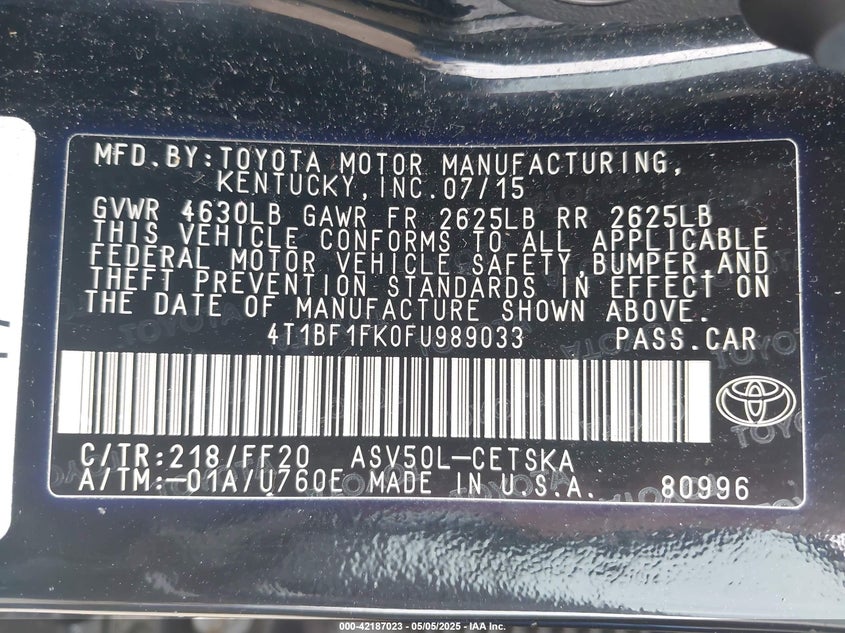 MFD.BY:TOYOTA MOTOR MANUFACTURING,
KENTUCKY,INC.07/15
GVWR 4630LB GAWR FR 2625LB RR 2625LB
THIS VEHICLE CONFORMS TO ALL APPLICABLE
FEDERAL MOTOR VEHICLE SAFETY,BUMPER,AND
THEFT PREVENTION STANDARDS IN EFFECT ON
THE DATE OF MANUFACTURE SHOWN ABOVE.
4T1BF1FK0FU989033 PASS.CAR
C/TR:218/FF20 ASV50L-CETSKA
A/TM:-01A/U760E MADE IN U.S.A. 80996
000-42187023 - 05/05/2025 - IAA Inc.